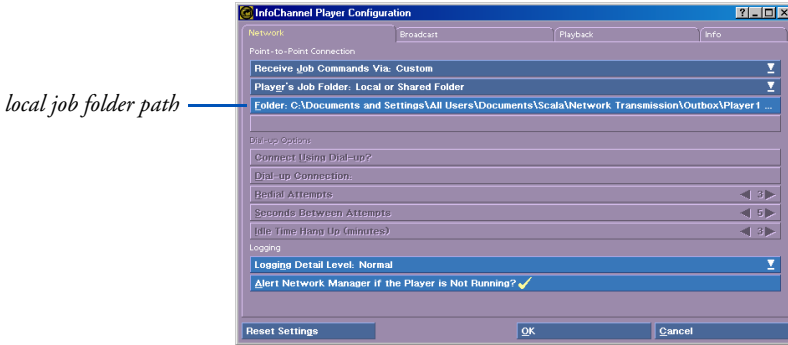 InfoChannel Player Configuration
Network Broadcast Playback Info
Point-to-Point Connection
Receive Job Commands Via: Custom
Player's Job Folder: Local or Shared Folder
local job folder path
Folder: C:\Documents and Settings\All Users\Documents\Scala\Network Transmission\Outbox\Player1 ...
Dial-up Options
Connect Using Dial-up?
Dial-up Connection:
Redial Attempts 3
Seconds Between Attempts 5
Idle Time Hang Up (minutes) 3
Logging
Logging Detail Level: Normal
Alert Network Manager if the Player is Not Running?
Reset Settings OK Cancel